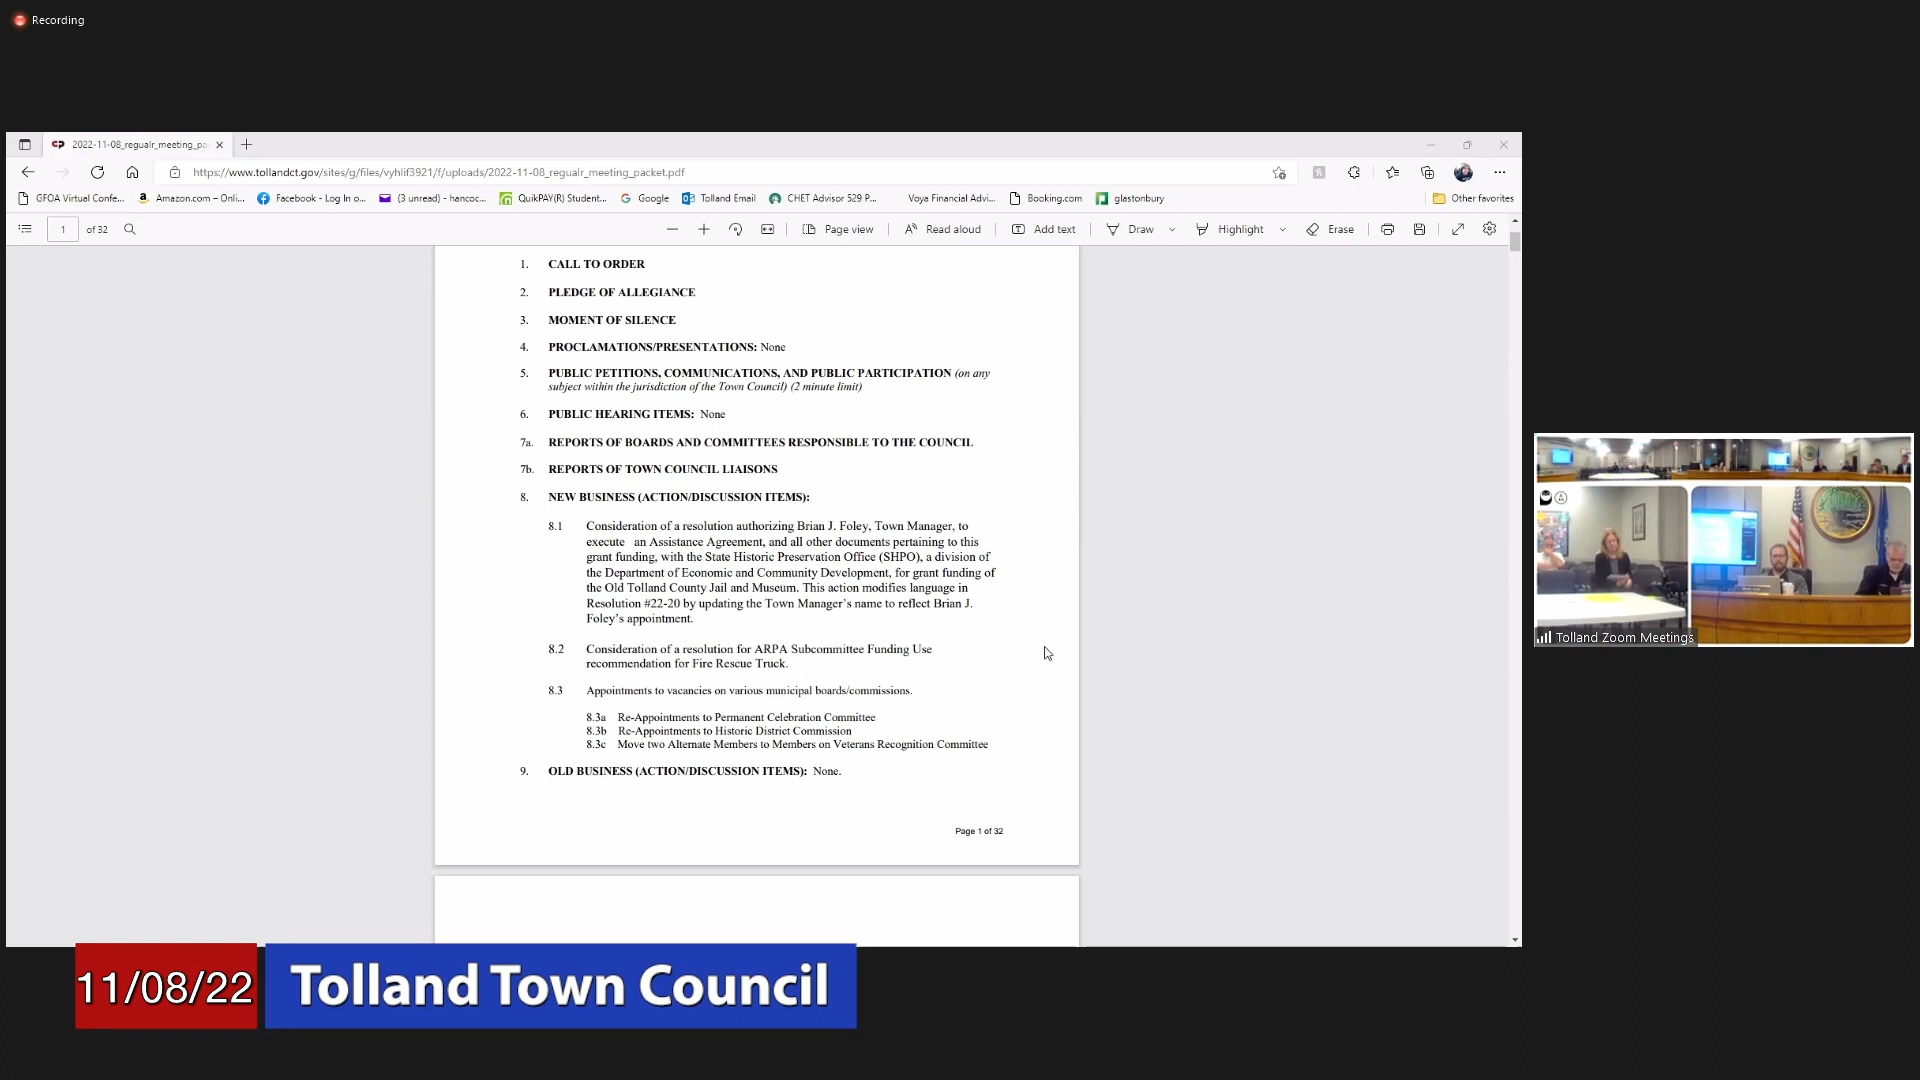 Recording
2022-11-08_regualr_meeting_pa
https://www.tollandct.gov/sites/g/files/vyhlif3921/f/uploads/2022-11-08_regualr_meeting_packet.pdf
GFOA Virtual Confe... Amazon.com – Onli... Facebook - Log In o... (3 unread) - hancoc... QuikPAY(R) Student... Google Tolland Email CHET Advisor 529 P... Voya Financial Advi... Booking.com glastonbury Other favorites
1 of 32 Page view Read aloud Add text Draw Highlight Erase
1. CALL TO ORDER
2. PLEDGE OF ALLEGIANCE
3. MOMENT OF SILENCE
4. PROCLAMATIONS/PRESENTATIONS: None
5. PUBLIC PETITIONS, COMMUNICATIONS, AND PUBLIC PARTICIPATION (on any
subject within the jurisdiction of the Town Council) (2 minute limit)
6. PUBLIC HEARING ITEMS: None
7a. REPORTS OF BOARDS AND COMMITTEES RESPONSIBLE TO THE COUNCIL
7b. REPORTS OF TOWN COUNCIL LIAISONS
8. NEW BUSINESS (ACTION/DISCUSSION ITEMS):
8.1 Consideration of a resolution authorizing Brian J. Foley, Town Manager, to
execute an Assistance Agreement, and all other documents pertaining to this
grant funding, with the State Historic Preservation Office (SHPO), a division of
the Department of Economic and Community Development, for grant funding of
the Old Tolland County Jail and Museum. This action modifies language in
Resolution #22-20 by updating the Town Manager's name to reflect Brian J.
Foley's appointment.
8.2 Consideration of a resolution for ARPA Subcommittee Funding Use
recommendation for Fire Rescue Truck.
8.3 Appointments to vacancies on various municipal boards/commissions.
8.3a Re-Appointments to Permanent Celebration Committee
8.3b Re-Appointments to Historic District Commission
8.3c Move two Alternate Members to Members on Veterans Recognition Committee
9. OLD BUSINESS (ACTION/DISCUSSION ITEMS): None.
Page 1 of 32
Tolland Zoom Meetings
11/08/22
Tolland Town Council